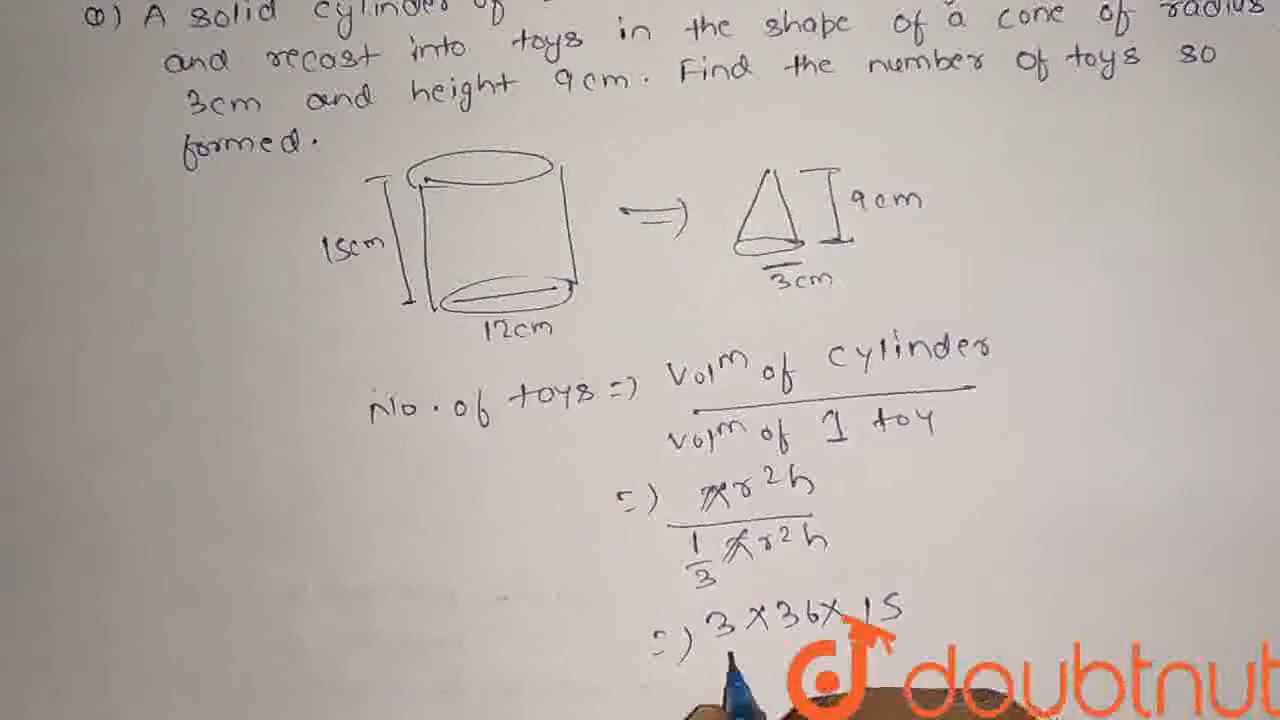 Q) A solid cylinder of
and recast into toys in the shape of a cone of radius
3cm and height 9cm. Find the number of toys so
formed.
15cm
12cm
=>
9cm
3cm
No. of toys => Volm of cylinder
Volm of 1 toy
=> πr²h
1/3 πr²h
=> 3×36×15
doubtnut